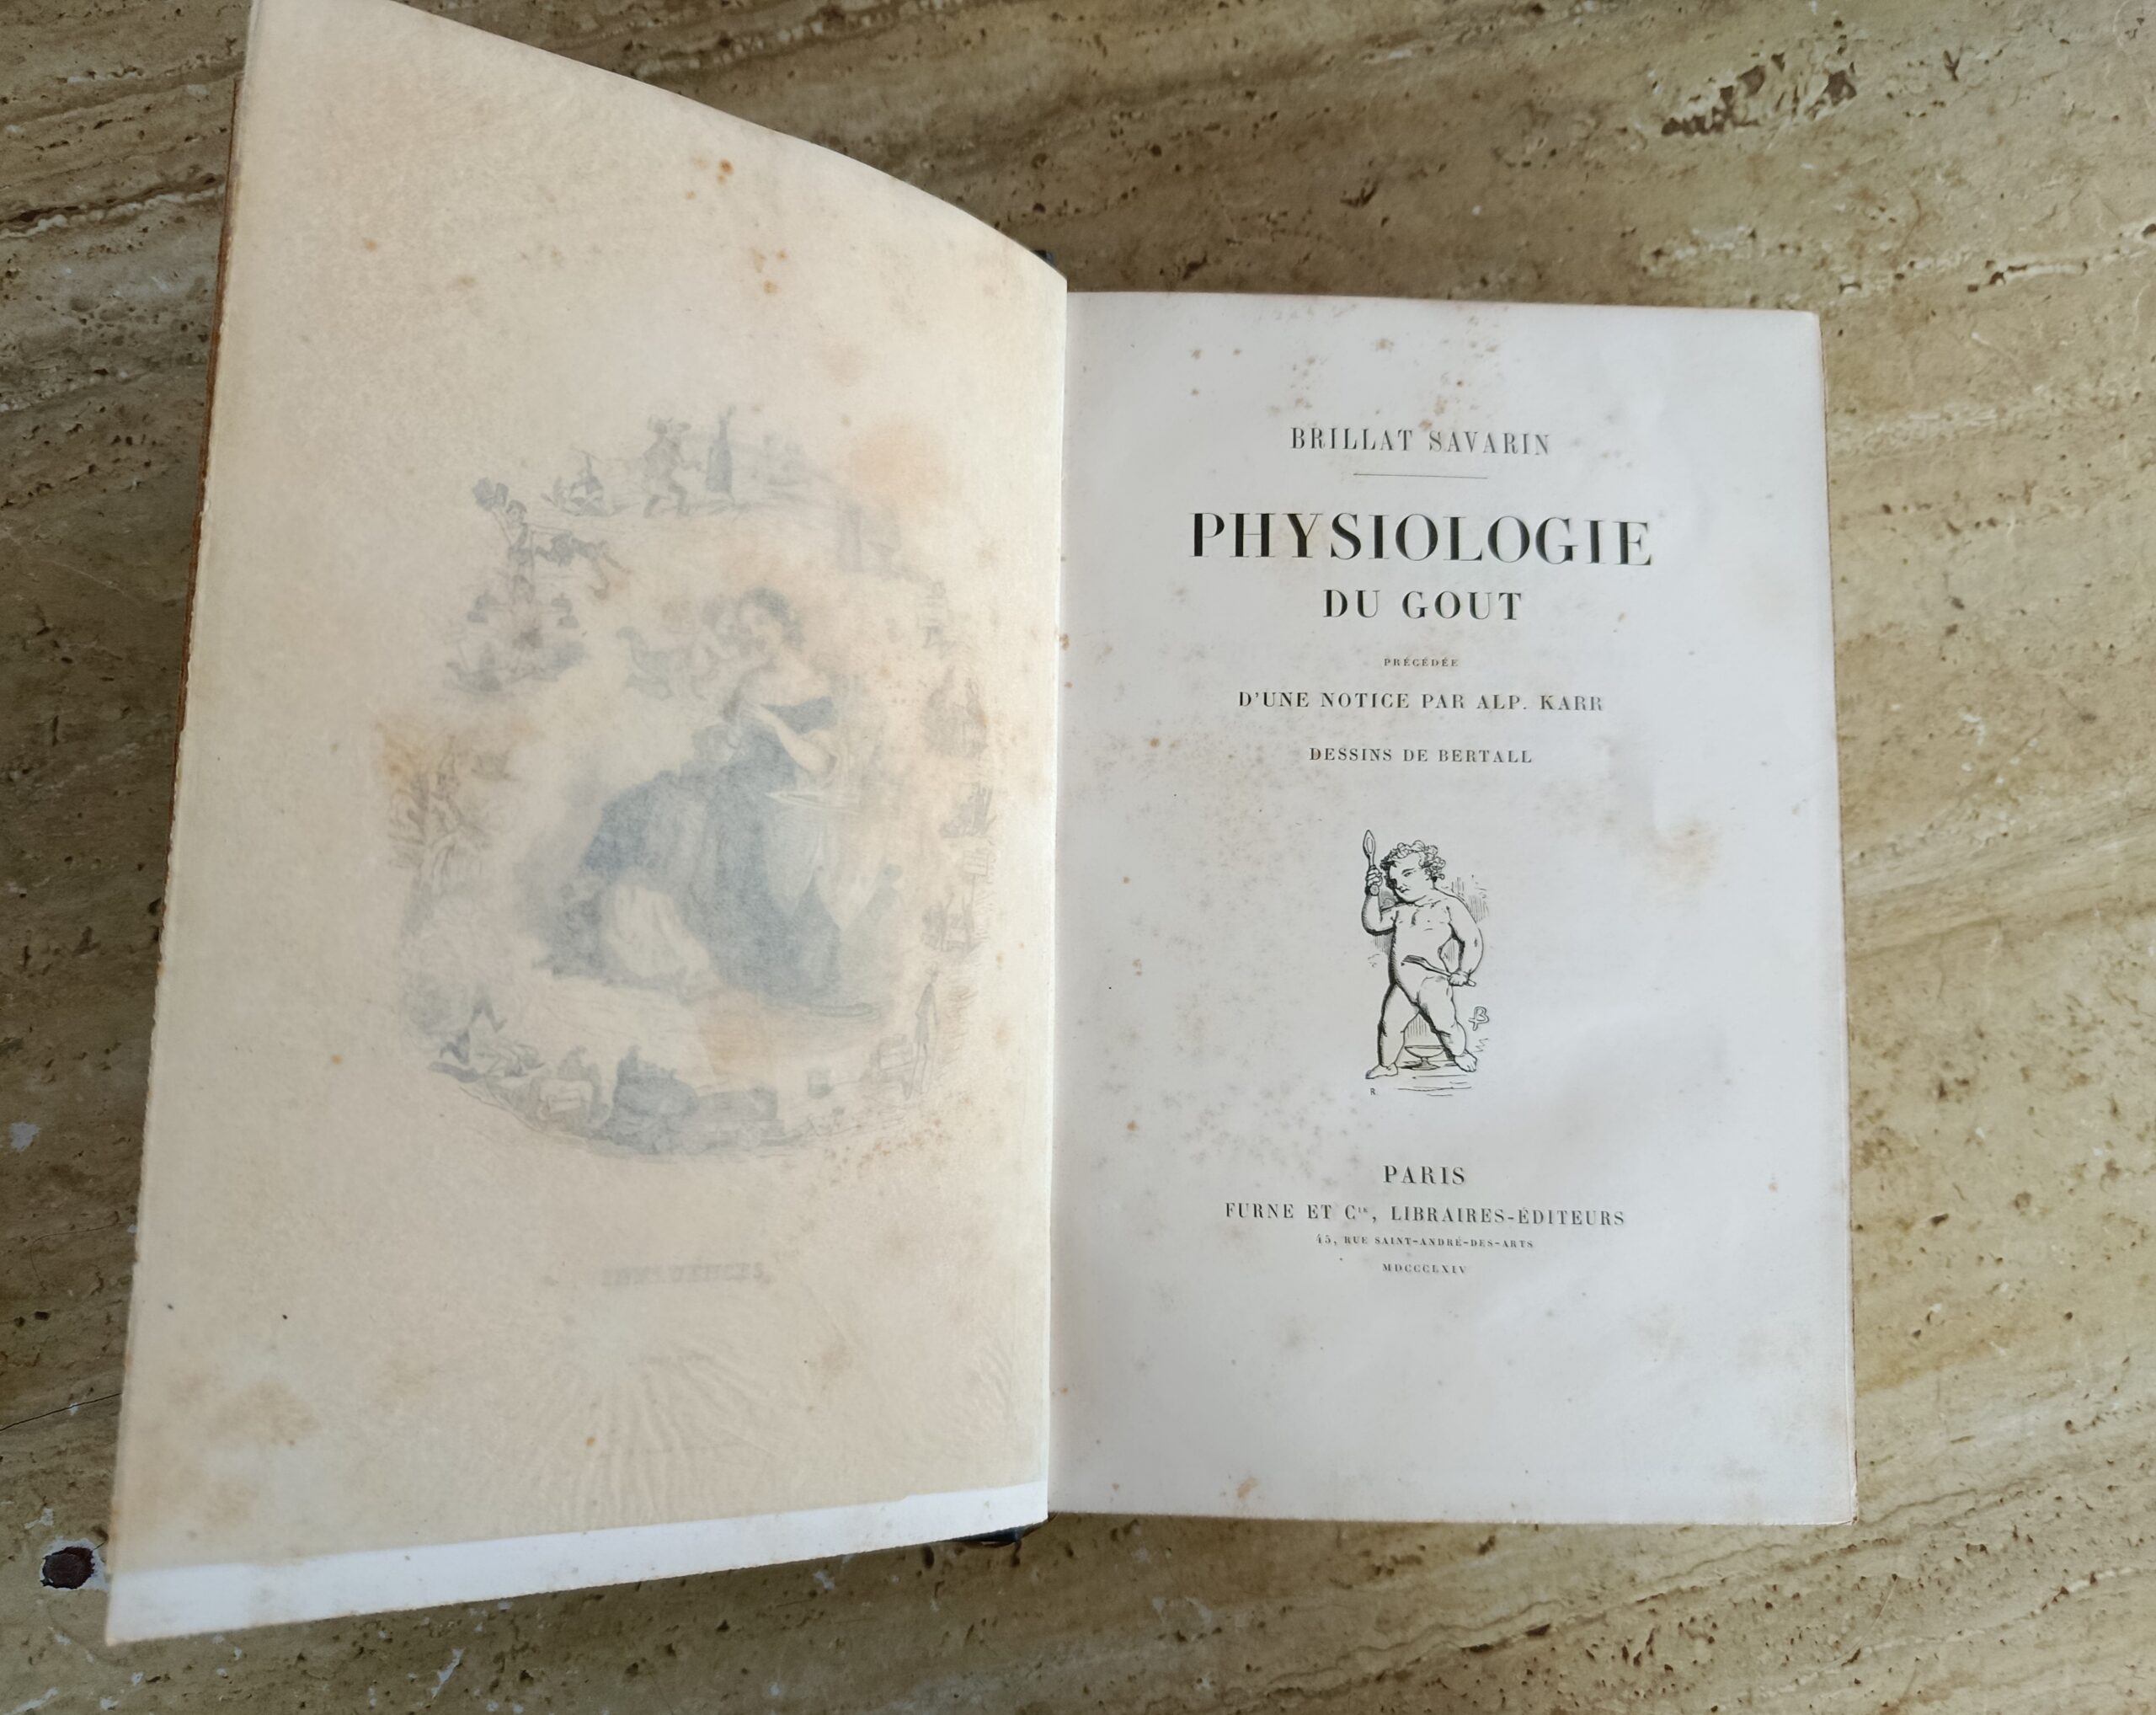 BRILLAT SAVARIN
PHYSIOLOGIE
DU GOUT
PRÉCÉDÉE
D'UNE NOTICE PAR ALP. KARR
DESSINS DE BERTALL
R.
PARIS
FURNE ET Cie, LIBRAIRES-ÉDITEURS
45, RUE SAINT-ANDRÉ-DES-ARTS
MDCCCLXIV